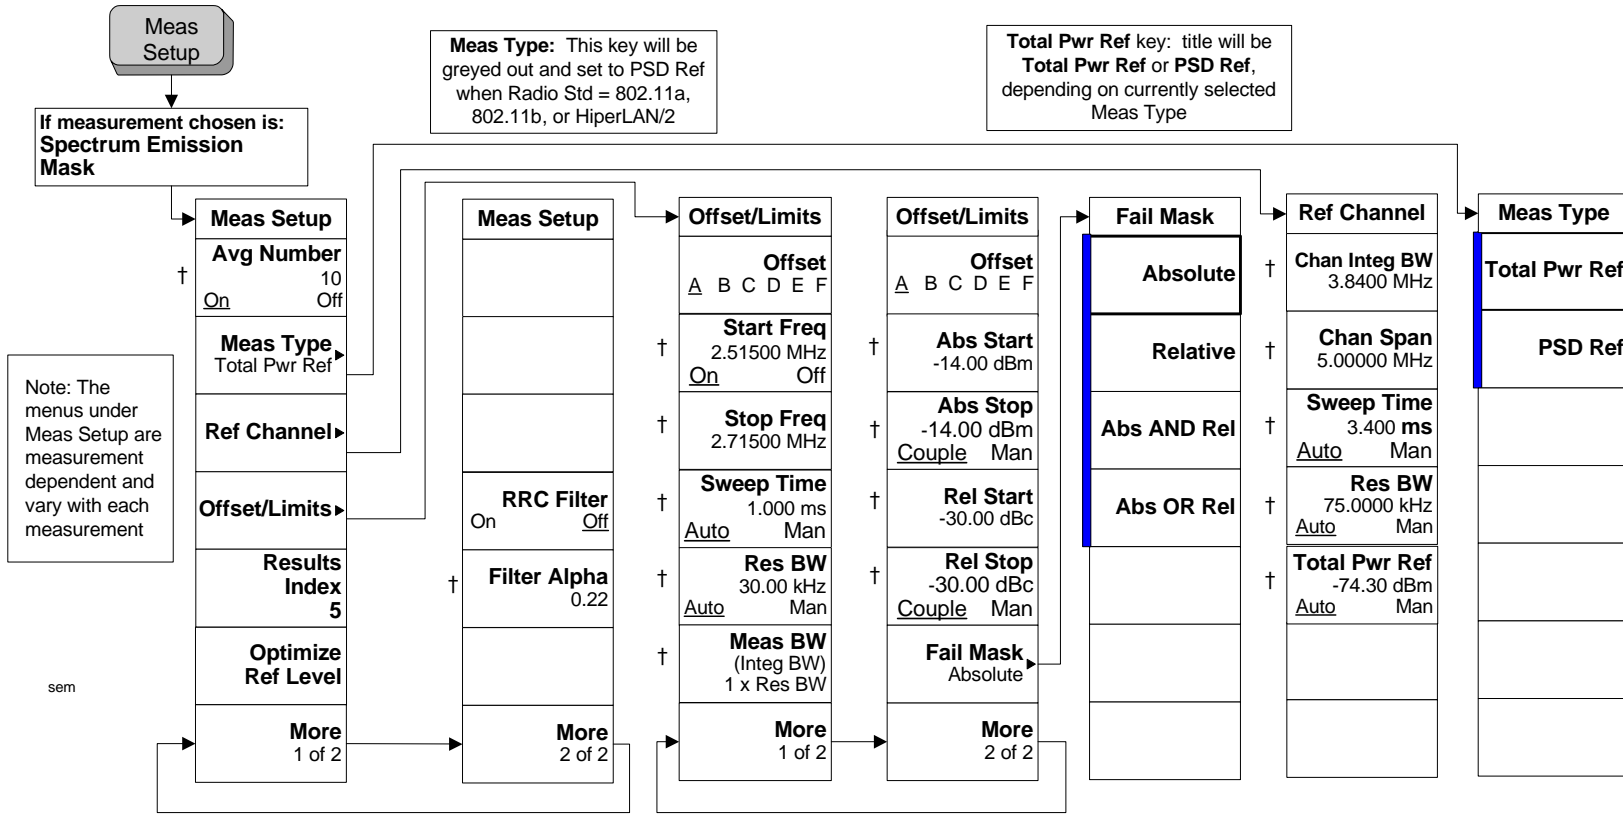 Meas
Setup
If measurement chosen is:
Spectrum Emission
Mask
Meas Type: This key will be
greyed out and set to PSD Ref
when Radio Std = 802.11a,
802.11b, or HiperLAN/2
Total Pwr Ref key: title will be
Total Pwr Ref or PSD Ref,
depending on currently selected
Meas Type
Note: The
menus under
Meas Setup are
measurement
dependent and
vary with each
measurement
sem
Meas Setup
†
Avg Number
10
On Off
Meas Type
Total Pwr Ref
Ref Channel
Offset/Limits
Results
Index
5
Optimize
Ref Level
More
1 of 2
Meas Setup
RRC Filter
On Off
†
Filter Alpha
0.22
More
2 of 2
Offset/Limits
Offset
A B C D E F
†
Start Freq
2.51500 MHz
On Off
†
Stop Freq
2.71500 MHz
†
Sweep Time
1.000 ms
Auto Man
†
Res BW
30.00 kHz
Auto Man
†
Meas BW
(Integ BW)
1 x Res BW
More
1 of 2
Offset/Limits
Offset
A B C D E F
†
Abs Start
-14.00 dBm
†
Abs Stop
-14.00 dBm
Couple Man
†
Rel Start
-30.00 dBc
†
Rel Stop
-30.00 dBc
Couple Man
Fail Mask
Absolute
More
2 of 2
Fail Mask
Absolute
Relative
Abs AND Rel
Abs OR Rel
Ref Channel
†
Chan Integ BW
3.8400 MHz
†
Chan Span
5.00000 MHz
†
Sweep Time
3.400 ms
Auto Man
†
Res BW
75.0000 kHz
Auto Man
†
Total Pwr Ref
-74.30 dBm
Auto Man
Meas Type
Total Pwr Ref
PSD Ref